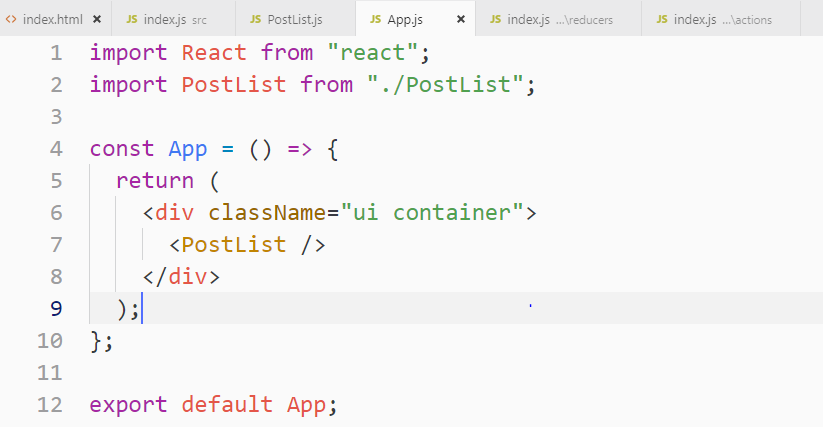 <> index.html × JS index.js src JS PostList.js JS App.js × JS index.js ...\reducers JS index.js ...\actions
1 import React from "react";
2 import PostList from "./PostList";
3
4 const App = () => {
5   return (
6     <div className="ui container">
7       <PostList />
8     </div>
9   );
10 };
11
12 export default App;